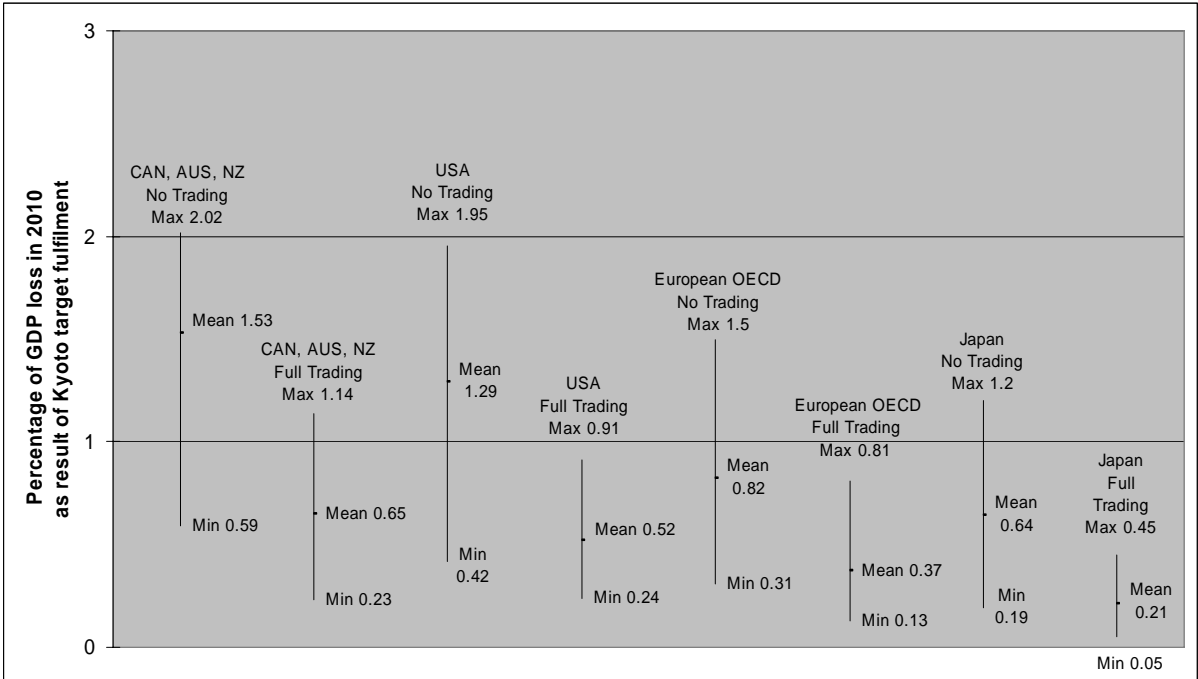 Percentage of GDP loss in 2010
as result of Kyoto target fulfilment
3
2
1
0
CAN, AUS, NZ
No Trading
Max 2.02
Mean 1.53
Min 0.59
CAN, AUS, NZ
Full Trading
Max 1.14
Mean 0.65
Min 0.23
USA
No Trading
Max 1.95
Mean
1.29
Min
0.42
USA
Full Trading
Max 0.91
Mean 0.52
Min 0.24
European OECD
No Trading
Max 1.5
Mean
0.82
Min 0.31
European OECD
Full Trading
Max 0.81
Mean 0.37
Min 0.13
Japan
No Trading
Max 1.2
Mean
0.64
Min
0.19
Japan
Full
Trading
Max 0.45
Mean
0.21
Min 0.05